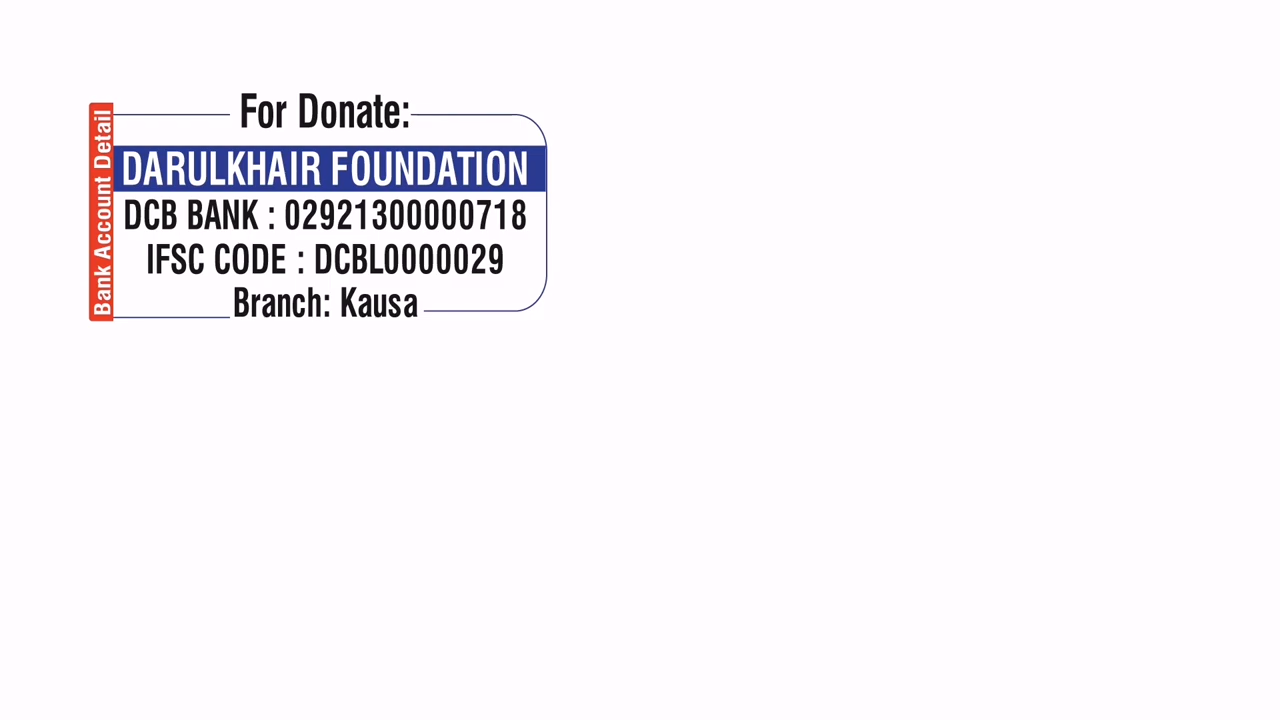 For Donate:
Bank Account Detail
DARULKHAIR FOUNDATION
DCB BANK : 02921300000718
IFSC CODE : DCBL0000029
Branch: Kausa